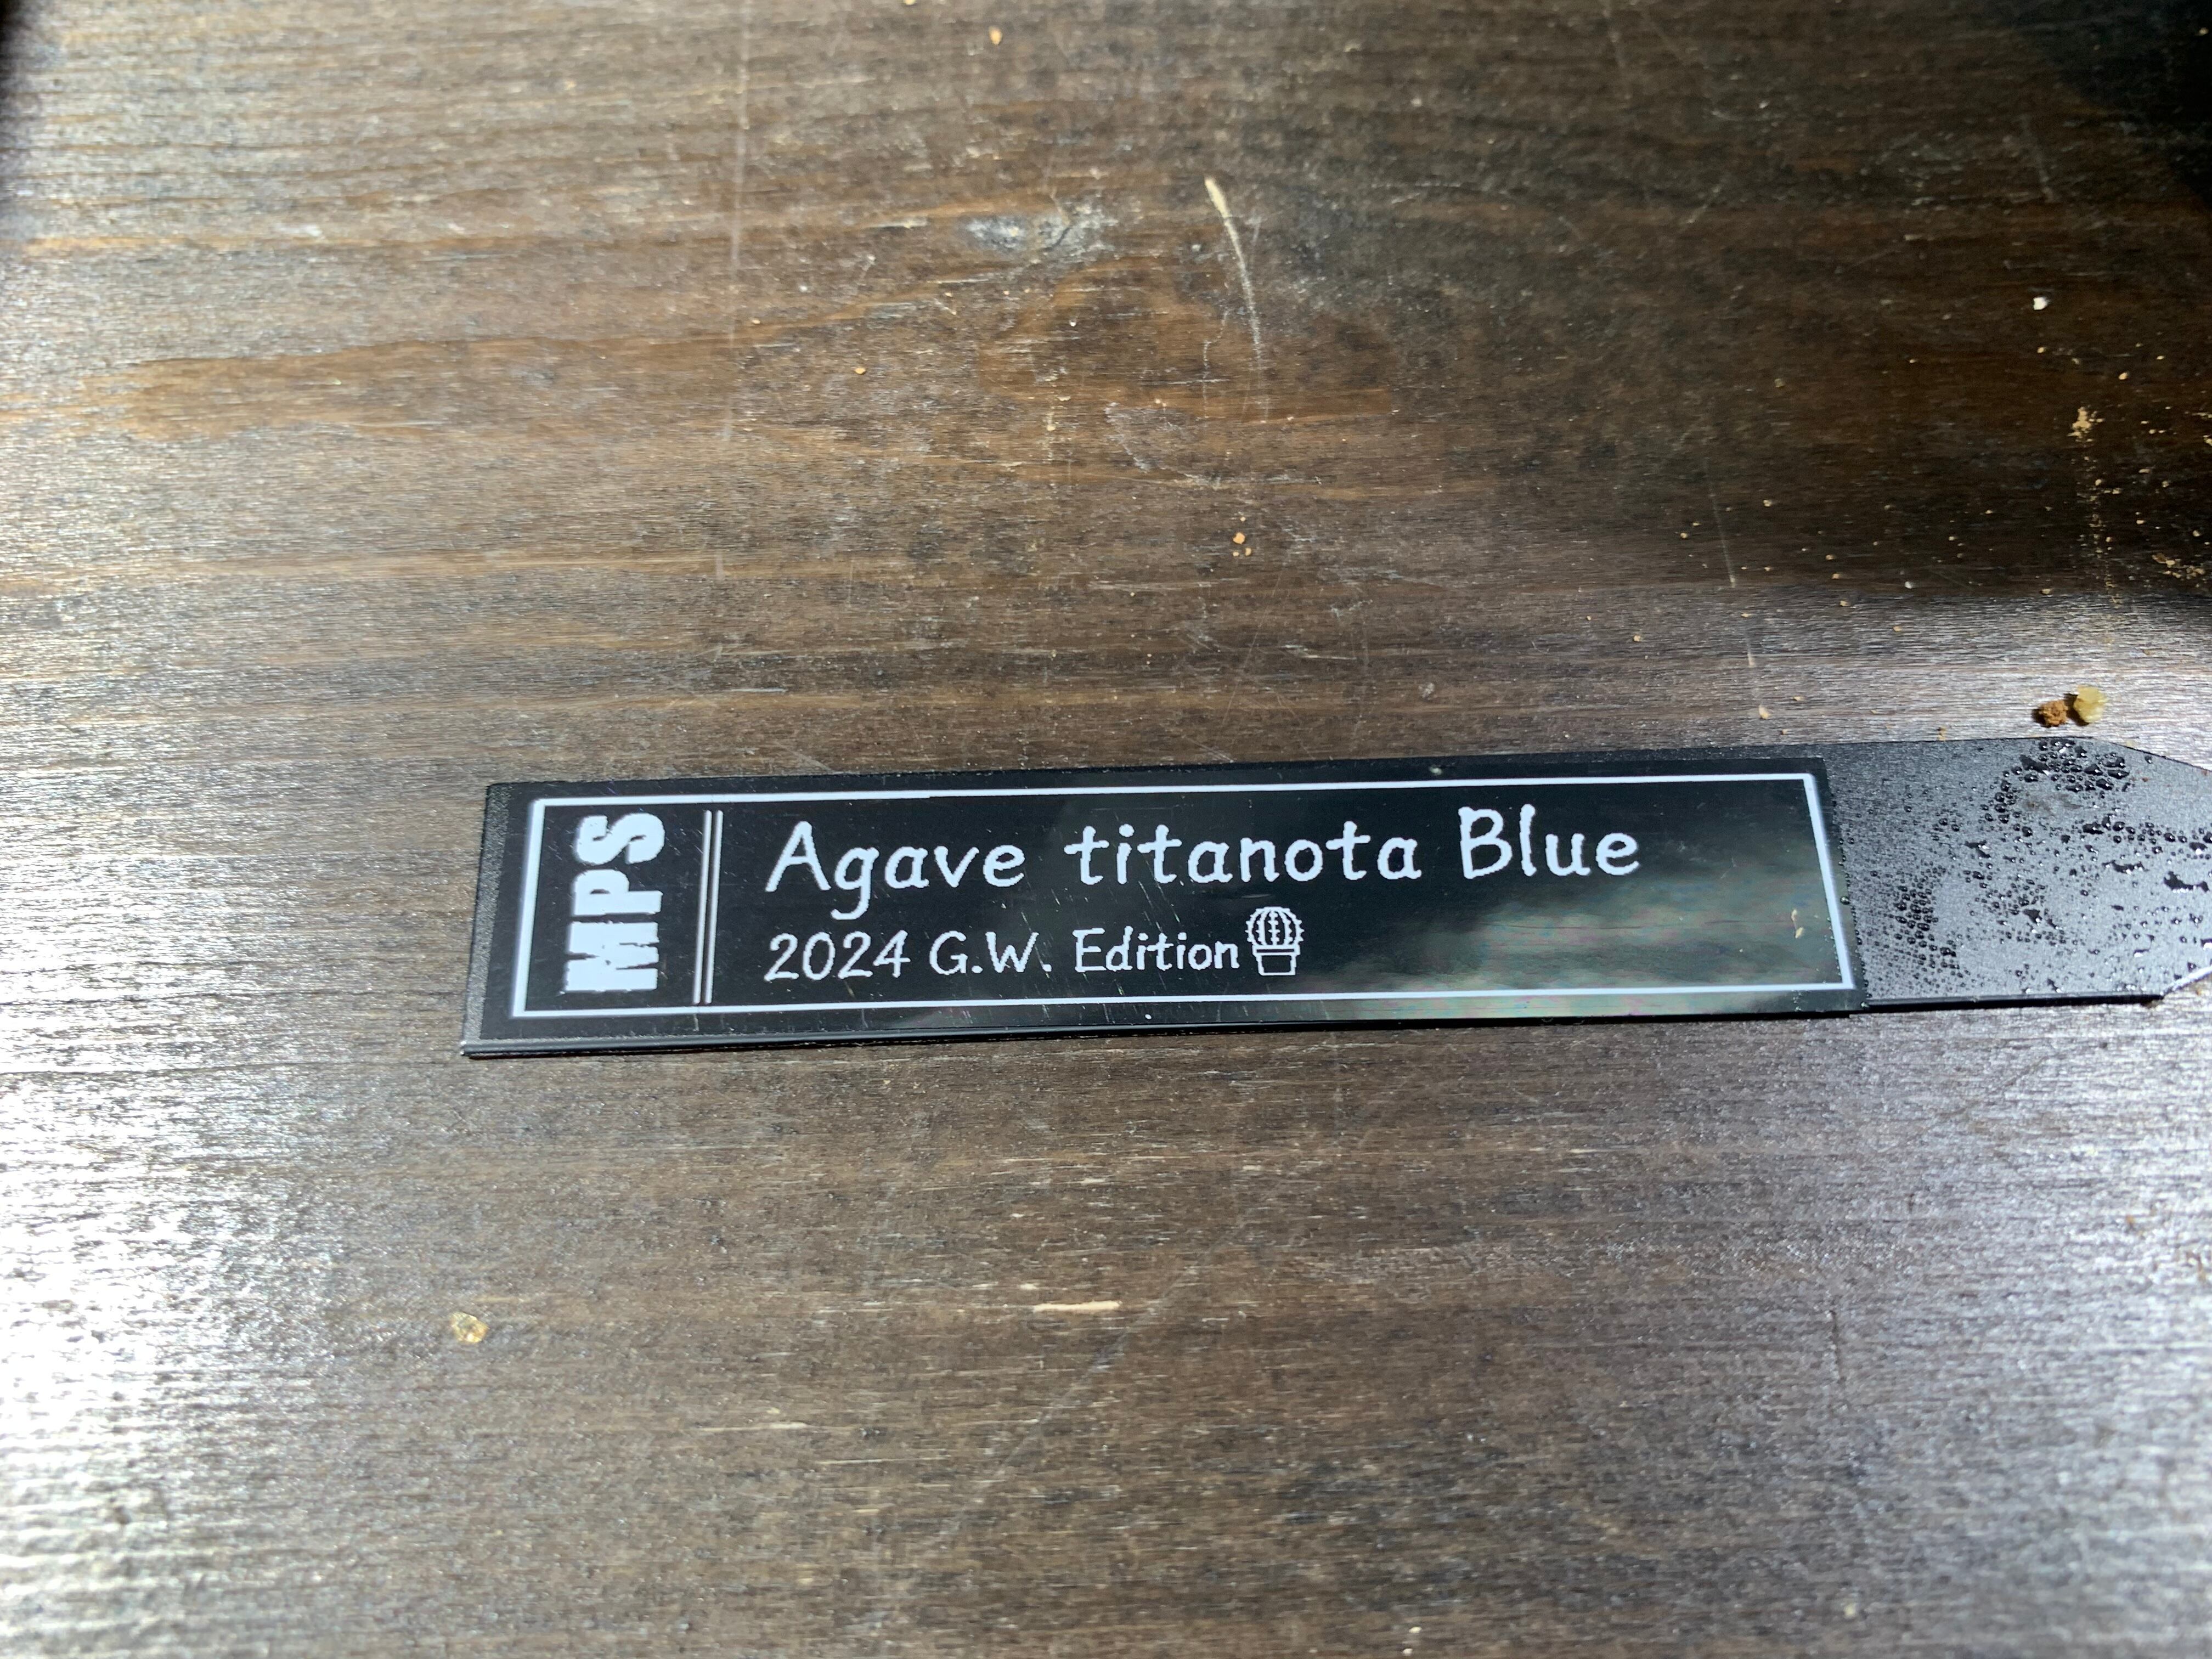 MPS
Agave titanota Blue
2024 G.W. Edition